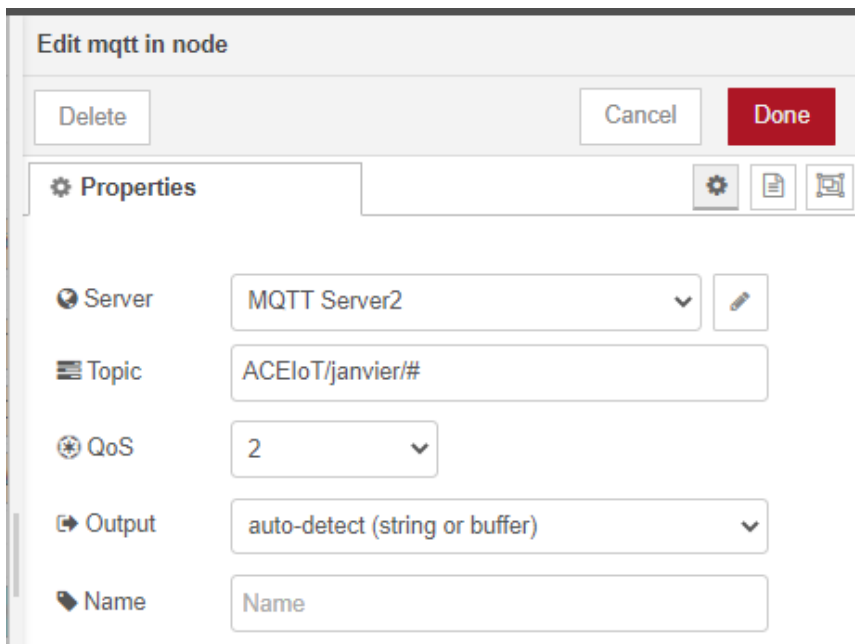 Edit mqtt in node
Delete Cancel Done
Properties
Server MQTT Server2
Topic ACEIoT/janvier/#
QoS 2
Output auto-detect (string or buffer)
Name Name